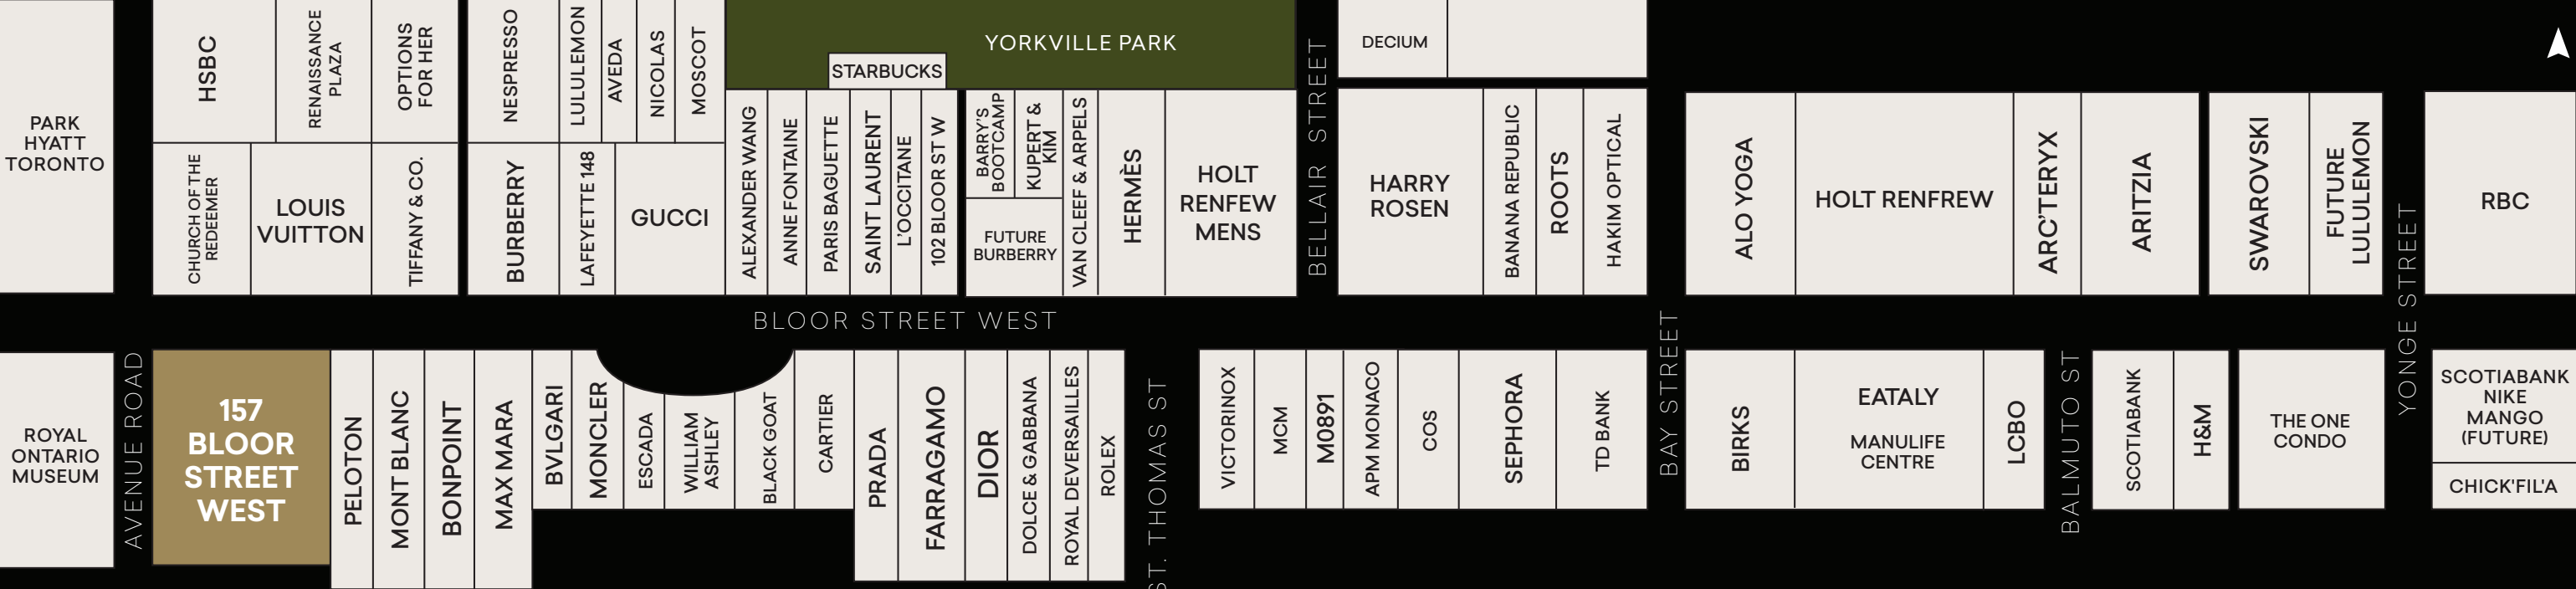 PARK
HYATT
TORONTO
HSBC
RENAISSANCE
PLAZA
OPTIONS
FOR HER
CHURCH OF THE
REDEEMER
LOUIS
VUITTON
TIFFANY & CO.
NESPRESSO
LULULEMON
AVEDA
NICOLAS
MOSCOT
BURBERRY
LAFEYETTE 148
GUCCI
YORKVILLE PARK
STARBUCKS
ALEXANDER WANG
ANNE FONTAINE
PARIS BAGUETTE
SAINT LAURENT
L'OCCITANE
102 BLOOR ST W
BARRY'S
BOOTCAMP
KUPERT &
KIM
FUTURE
BURBERRY
VAN CLEEF & ARPELS
HERMÈS
HOLT
RENFEW
MENS
BELLAIR STREET
DECIUM
HARRY
ROSEN
BANANA REPUBLIC
ROOTS
HAKIM OPTICAL
ALO YOGA
HOLT RENFREW
ARC'TERYX
ARITZIA
SWAROVSKI
FUTURE
LULULEMON
YONGE STREET
RBC
BLOOR STREET WEST
ROYAL
ONTARIO
MUSEUM
AVENUE ROAD
157
BLOOR
STREET
WEST
PELOTON
MONT BLANC
BONPOINT
MAX MARA
BVLGARI
MONCLER
ESCADA
WILLIAM
ASHLEY
BLACK GOAT
CARTIER
PRADA
FARRAGAMO
DIOR
DOLCE & GABBANA
ROYAL DEVERSAILLES
ROLEX
ST. THOMAS ST
VICTORINOX
MCM
M0891
APM MONACO
COS
SEPHORA
TD BANK
BAY STREET
BIRKS
EATALY
MANULIFE
CENTRE
LCBO
BALMUTO ST
SCOTIABANK
H&M
THE ONE
CONDO
SCOTIABANK
NIKE
MANGO
(FUTURE)
CHICK'FIL'A